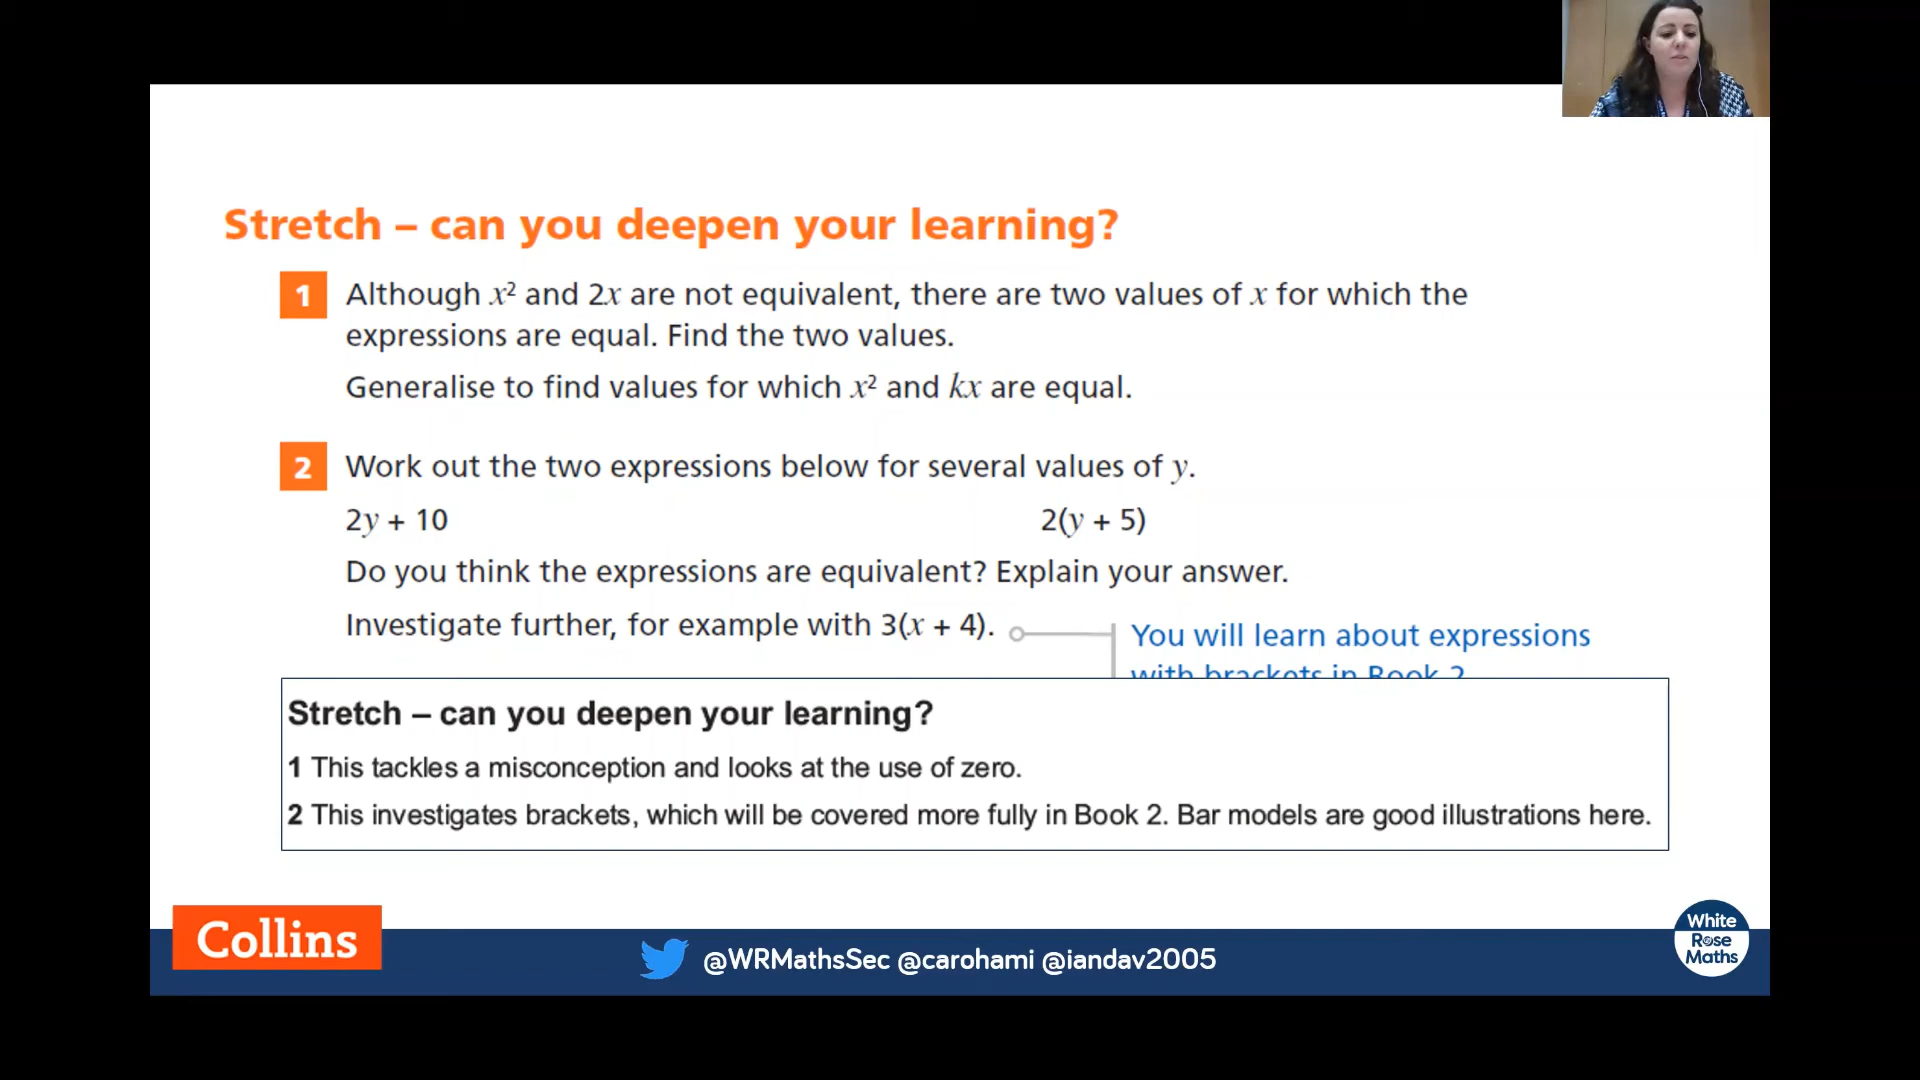 Stretch – can you deepen your learning?
1 Although x² and 2x are not equivalent, there are two values of x for which the
expressions are equal. Find the two values.
Generalise to find values for which x² and kx are equal.
2 Work out the two expressions below for several values of y.
2y + 10 2(y + 5)
Do you think the expressions are equivalent? Explain your answer.
Investigate further, for example with 3(x + 4).
You will learn about expressions
with brackets in Book 2
Stretch – can you deepen your learning?
1 This tackles a misconception and looks at the use of zero.
2 This investigates brackets, which will be covered more fully in Book 2. Bar models are good illustrations here.
Collins
@WRMathsSec @carohami @iandav2005
White
Rose
Maths